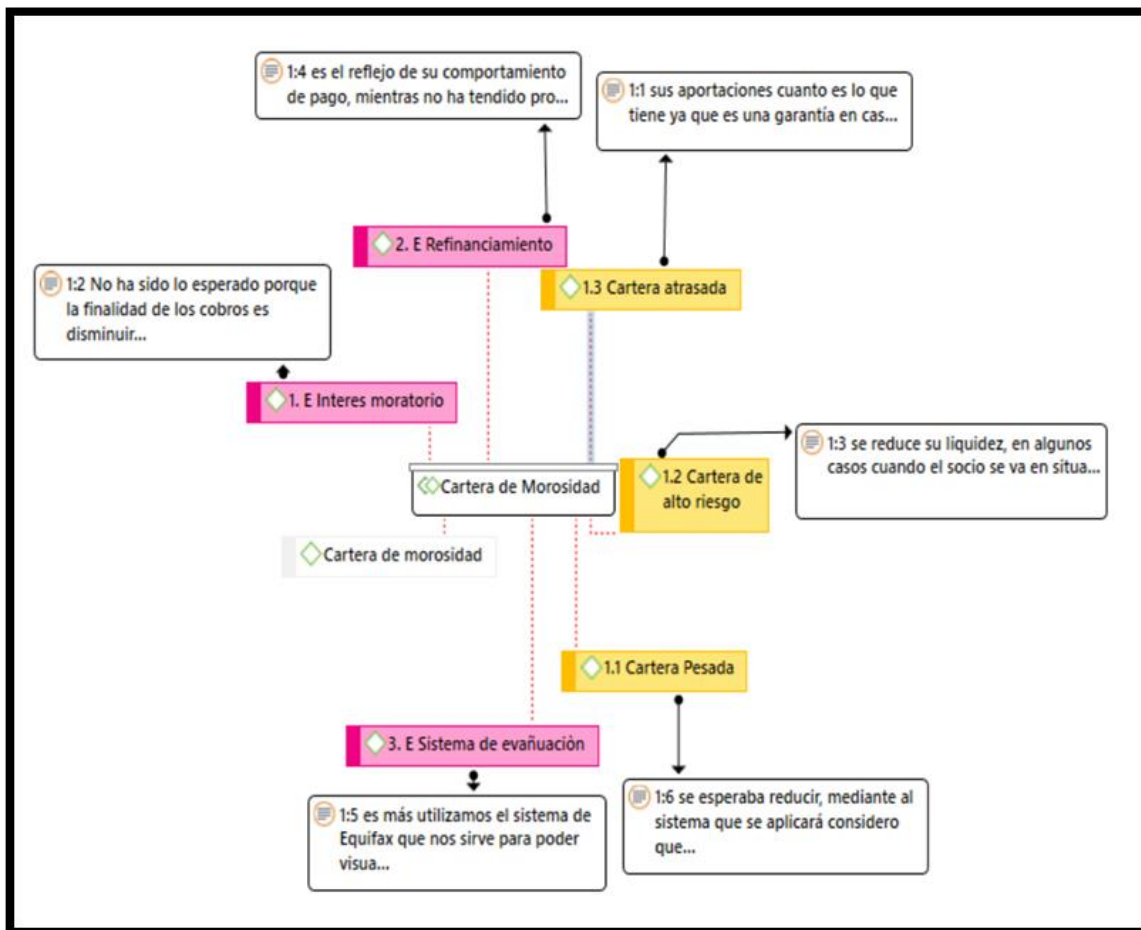 1:4 es el reflejo de su comportamiento
de pago, mientras no ha tendido pro...
1:1 sus aportaciones cuanto es lo que
tiene ya que es una garantía en cas...
2. E Refinanciamiento
1.3 Cartera atrasada
1:2 No ha sido lo esperado porque
la finalidad de los cobros es
disminuir...
1. E Interes moratorio
1:3 se reduce su liquidez, en algunos
casos cuando el socio se va en situa...
1.2 Cartera de
alto riesgo
Cartera de Morosidad
Cartera de morosidad
1.1 Cartera Pesada
3. E Sistema de evañuaciòn
1:5 es más utilizamos el sistema de
Equifax que nos sirve para poder
visua...
1:6 se esperaba reducir, mediante al
sistema que se aplicará considero
que...